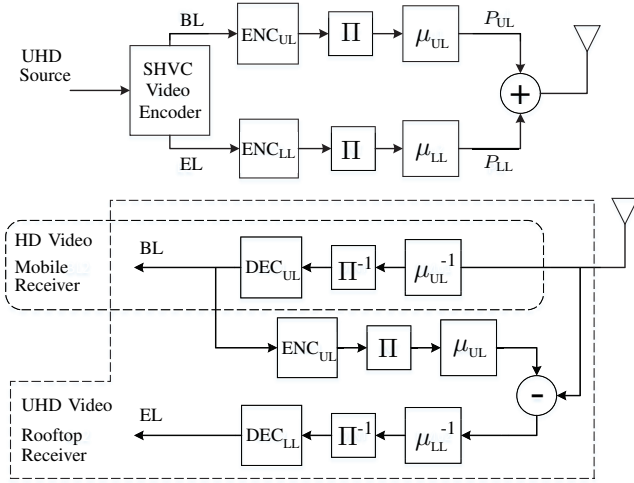 UHD
Source
SHVC
Video
Encoder
BL
ENC_UL
Π
μ_UL
P_UL
+
EL
ENC_LL
Π
μ_LL
P_LL
HD Video
Mobile
Receiver
BL
DEC_UL
Π^-1
μ_UL^-1
ENC_UL
Π
μ_UL
-
UHD Video
Rooftop
Receiver
EL
DEC_LL
Π^-1
μ_LL^-1